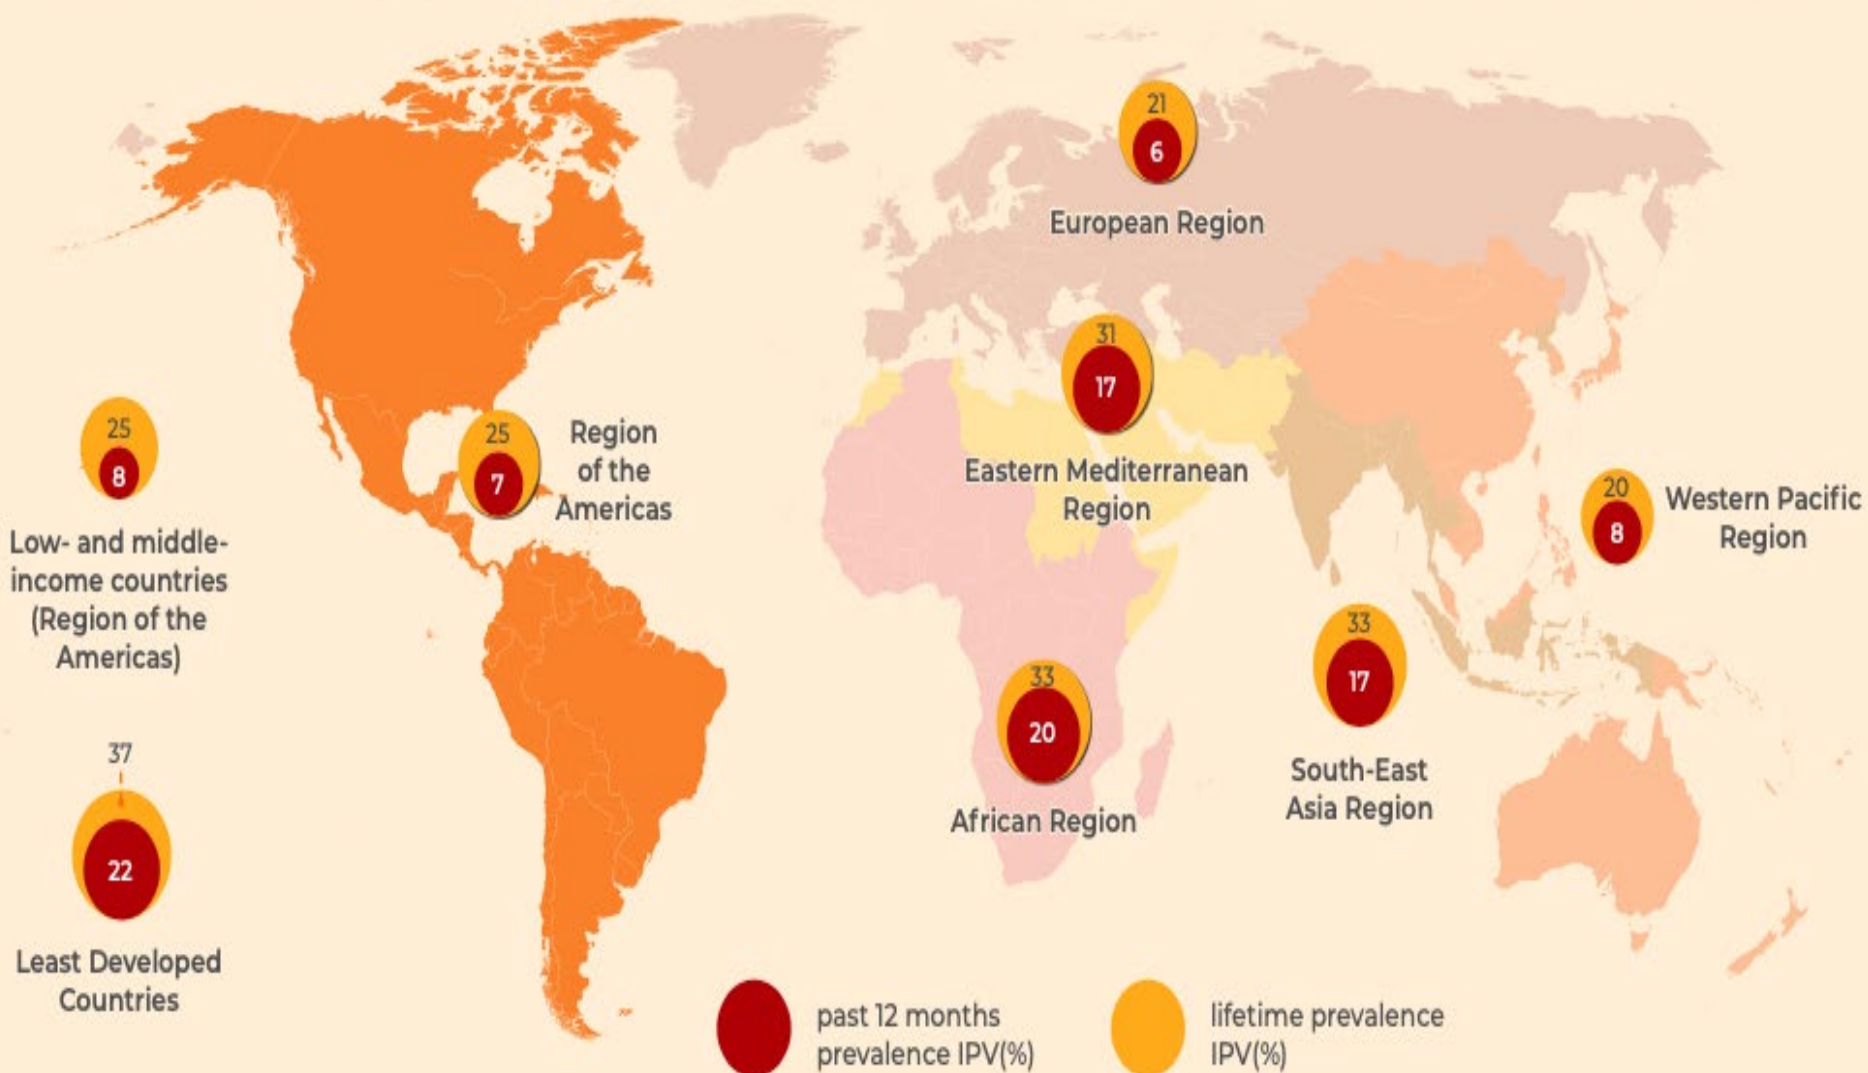 21
6
European Region
31
17
Eastern Mediterranean
Region
25
8
Low- and middle-
income countries
(Region of the
Americas)
25
7
Region
of the
Americas
20
8
Western Pacific
Region
33
17
South-East
Asia Region
33
20
African Region
37
22
Least Developed
Countries
past 12 months
prevalence IPV(%)
lifetime prevalence
IPV(%)